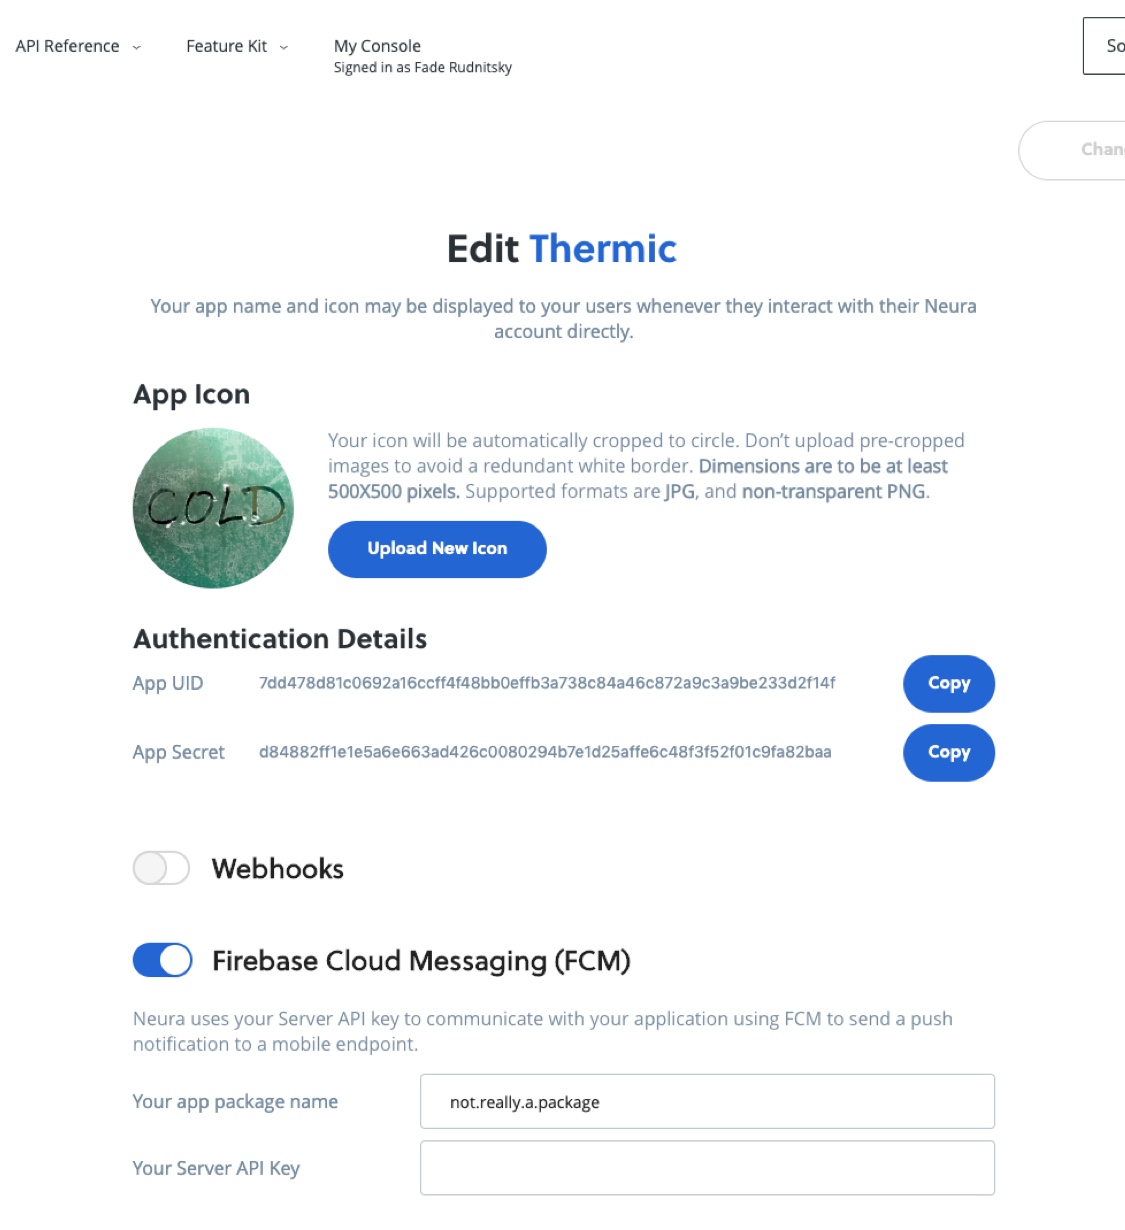 API Reference
Feature Kit
My Console
Signed in as Fade Rudnitsky
Edit Thermic
Your app name and icon may be displayed to your users whenever they interact with their Neura
account directly.
App Icon
COLD
Your icon will be automatically cropped to circle. Don’t upload pre-cropped
images to avoid a redundant white border. Dimensions are to be at least
500X500 pixels. Supported formats are JPG, and non-transparent PNG.
Upload New Icon
Authentication Details
App UID
7dd478d81c0692a16ccff4f48bb0effb3a738c84a46c872a9c3a9be233d2f14f
Copy
App Secret
d84882ff1e1e5a6e663ad426c0080294b7e1d25affe6c48f3f52f01c9fa82baa
Copy
Webhooks
Firebase Cloud Messaging (FCM)
Neura uses your Server API key to communicate with your application using FCM to send a push
notification to a mobile endpoint.
Your app package name
not.really.a.package
Your Server API Key